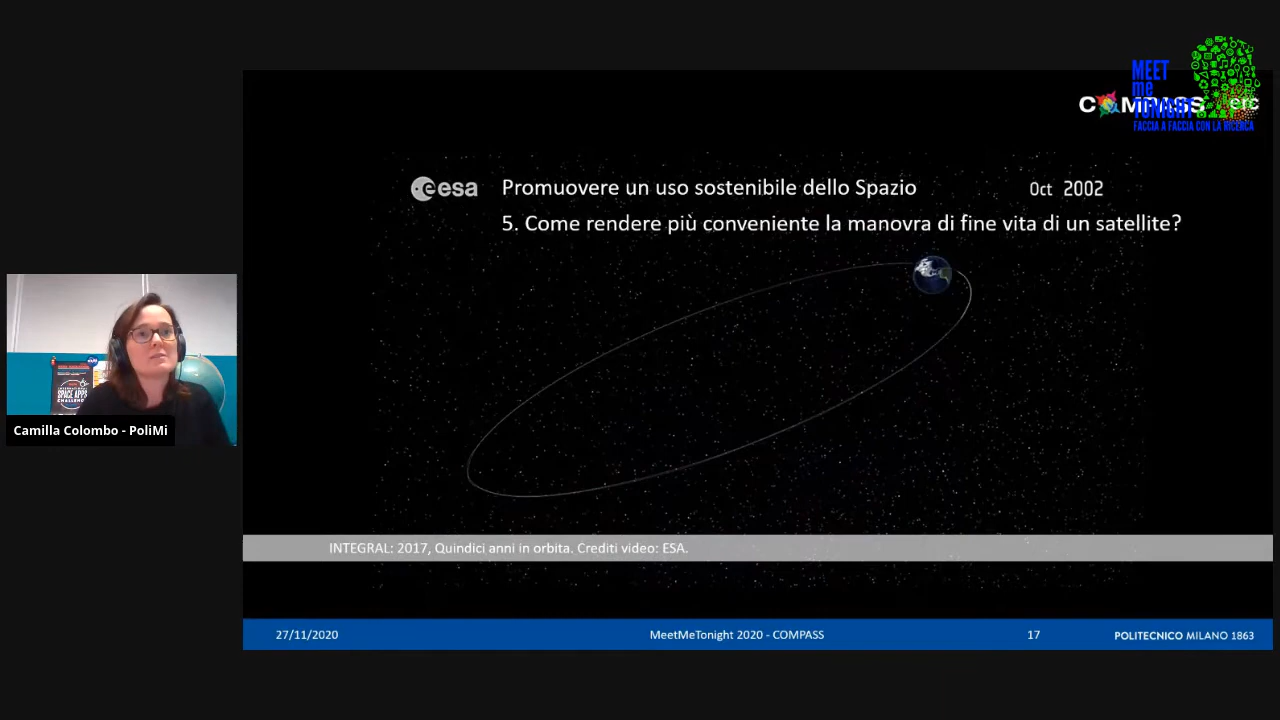 MEET
me
TONIGHT
FACCIA A FACCIA CON LA RICERCA
COMPASS
erc
esa
Promuovere un uso sostenibile dello Spazio
Oct 2002
5. Come rendere più conveniente la manovra di fine vita di un satellite?
Camilla Colombo - PoliMi
INTEGRAL: 2017, Quindici anni in orbita. Crediti video: ESA.
27/11/2020
MeetMeTonight 2020 - COMPASS
17
POLITECNICO MILANO 1863